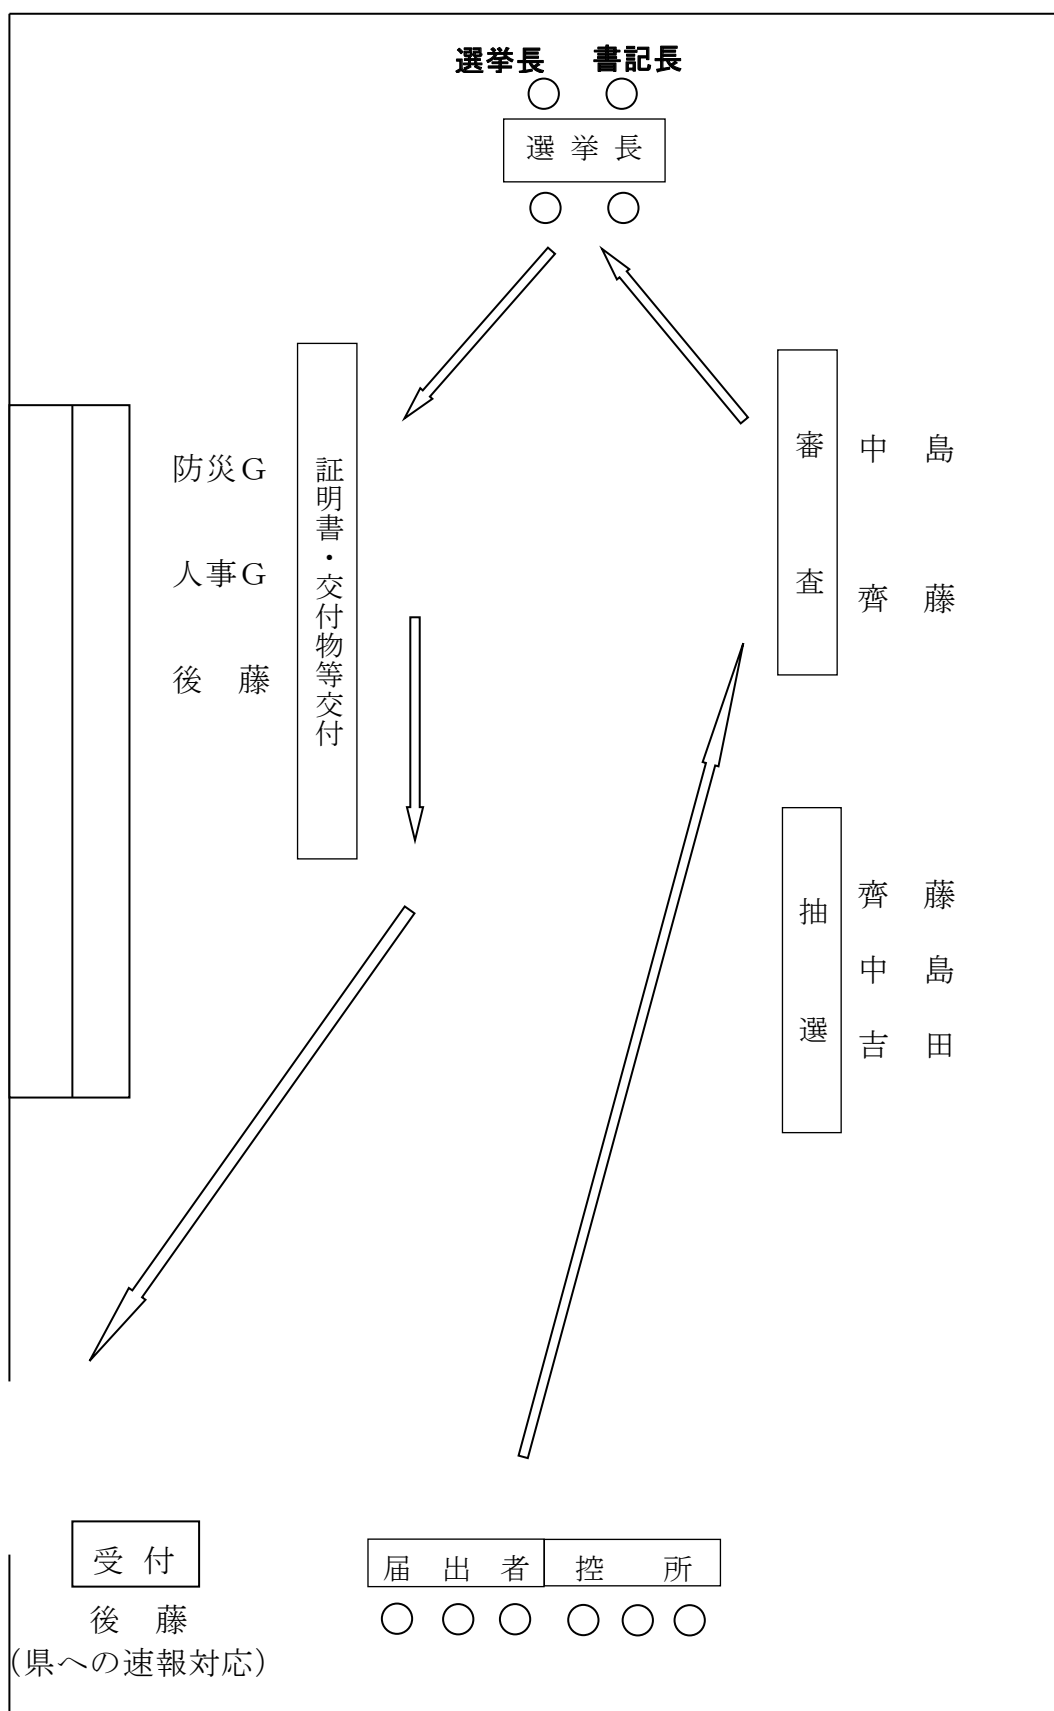 選挙長　書記長
選 挙 長
証明書・交付物等交付
防災G
人事G
後　藤
審　査
中　島
齊　藤
抽　選
齊　藤
中　島
吉　田
受 付
後　藤
(県への速報対応)
届 出 者　控　所